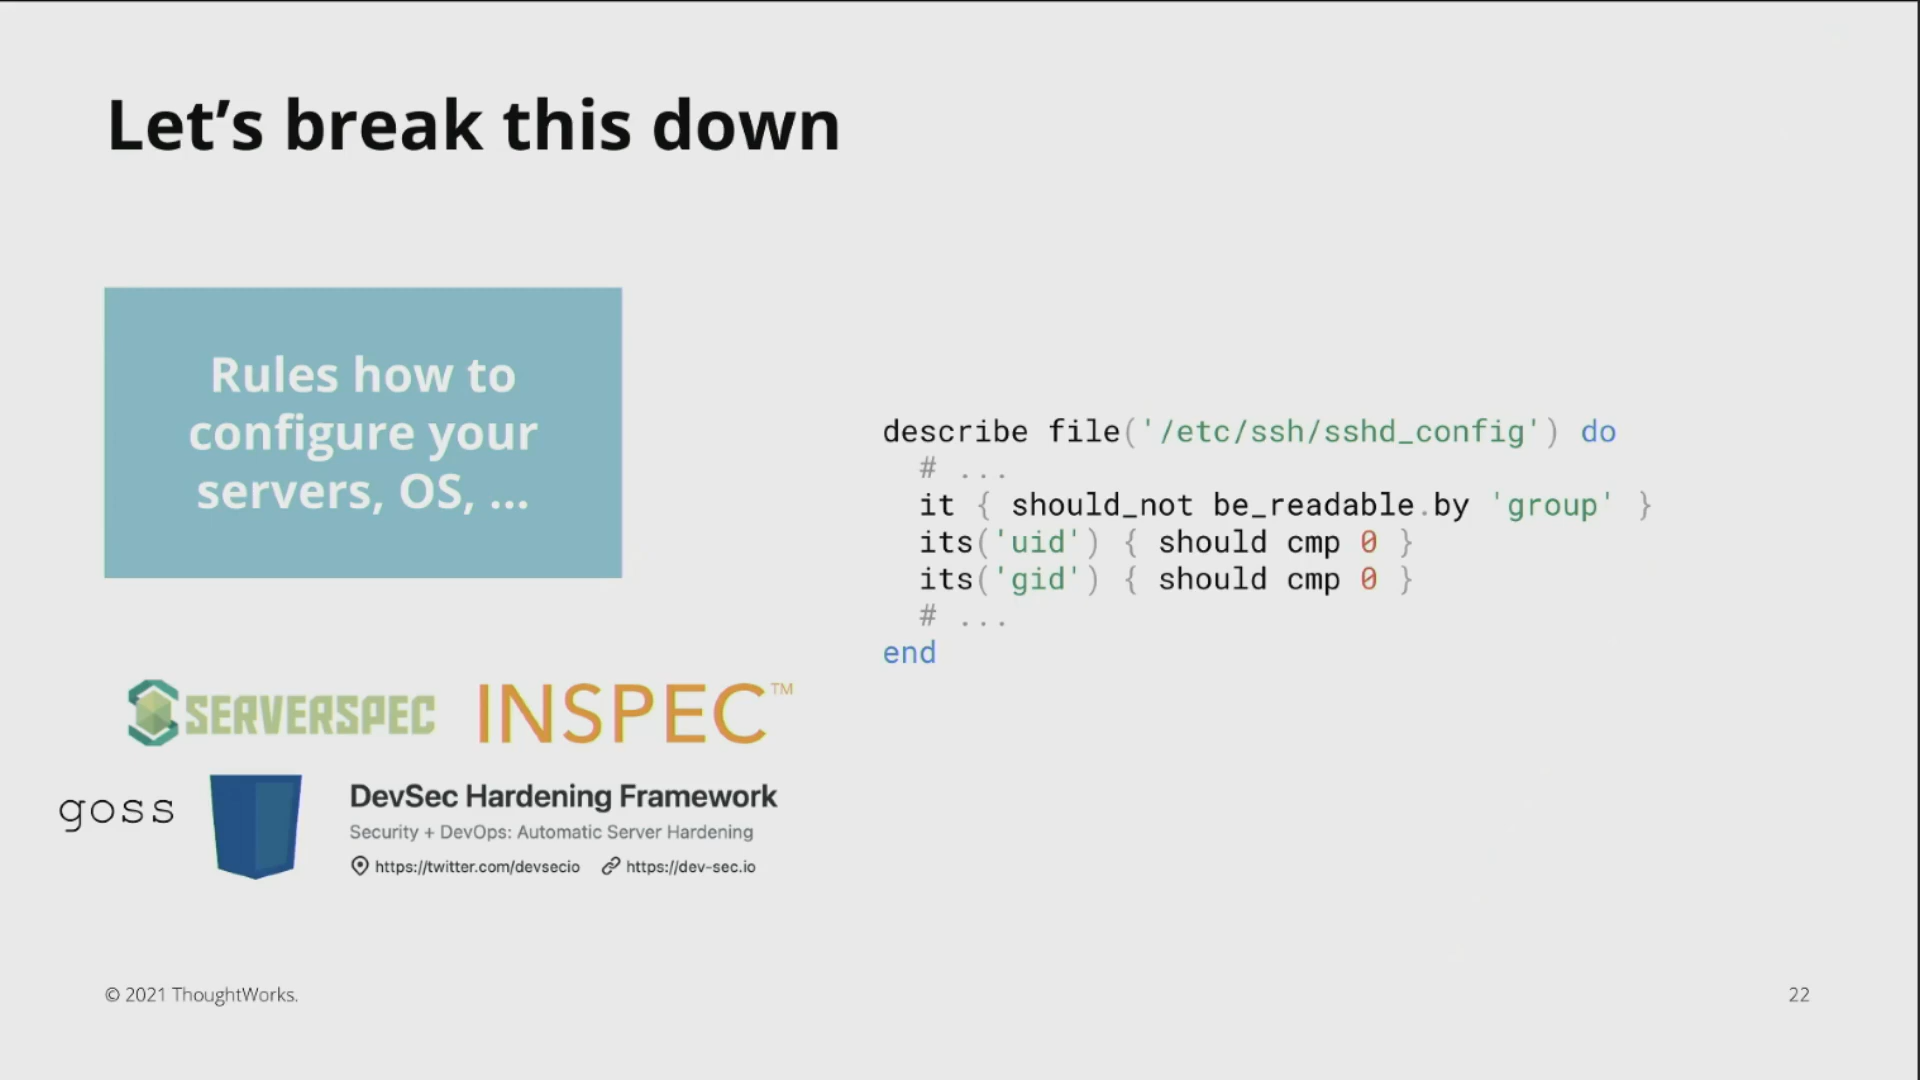 Let’s break this down
Rules how to
configure your
servers, OS, ...
describe file('/etc/ssh/sshd_config') do
  # ...
  it { should_not be_readable.by 'group' }
  its('uid') { should cmp 0 }
  its('gid') { should cmp 0 }
  # ...
end
SERVERSPEC
INSPEC™
goss
DevSec Hardening Framework
Security + DevOps: Automatic Server Hardening
https://twitter.com/devsecio https://dev-sec.io
© 2021 ThoughtWorks.
22